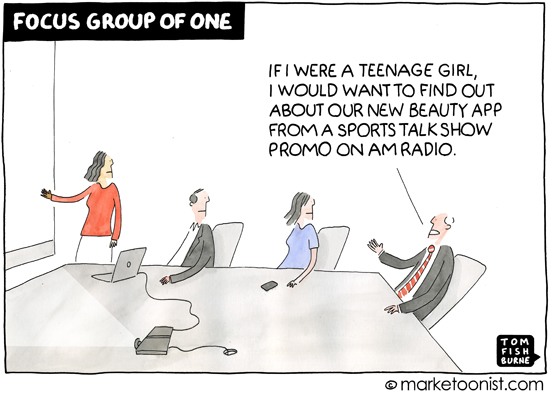 FOCUS GROUP OF ONE
IF I WERE A TEENAGE GIRL,
I WOULD WANT TO FIND OUT
ABOUT OUR NEW BEAUTY APP
FROM A SPORTS TALK SHOW
PROMO ON AM RADIO.
TOM
FISH
BURNE
© marketoonist.com